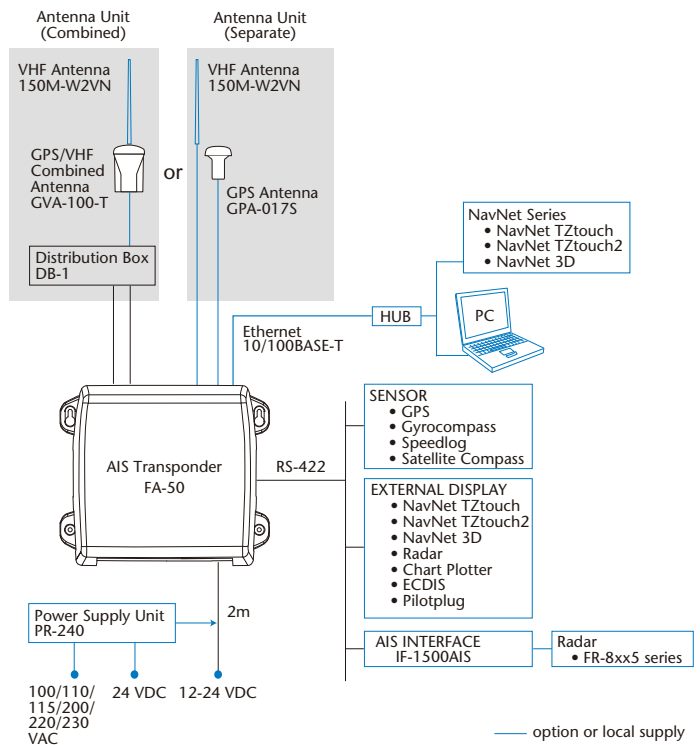 Antenna Unit
(Combined)
Antenna Unit
(Separate)
VHF Antenna
150M-W2VN
VHF Antenna
150M-W2VN
GPS/VHF
Combined
Antenna
GVA-100-T
or
GPS Antenna
GPA-017S
Distribution Box
DB-1
NavNet Series
• NavNet TZtouch
• NavNet TZtouch2
• NavNet 3D
HUB
PC
Ethernet
10/100BASE-T
AIS Transponder
FA-50
RS-422
SENSOR
• GPS
• Gyrocompass
• Speedlog
• Satellite Compass
EXTERNAL DISPLAY
• NavNet TZtouch
• NavNet TZtouch2
• NavNet 3D
• Radar
• Chart Plotter
• ECDIS
• Pilotplug
AIS INTERFACE
IF-1500AIS
Radar
• FR-8xx5 series
Power Supply Unit
PR-240
2m
100/110/
115/200/
220/230
VAC
24 VDC
12-24 VDC
option or local supply